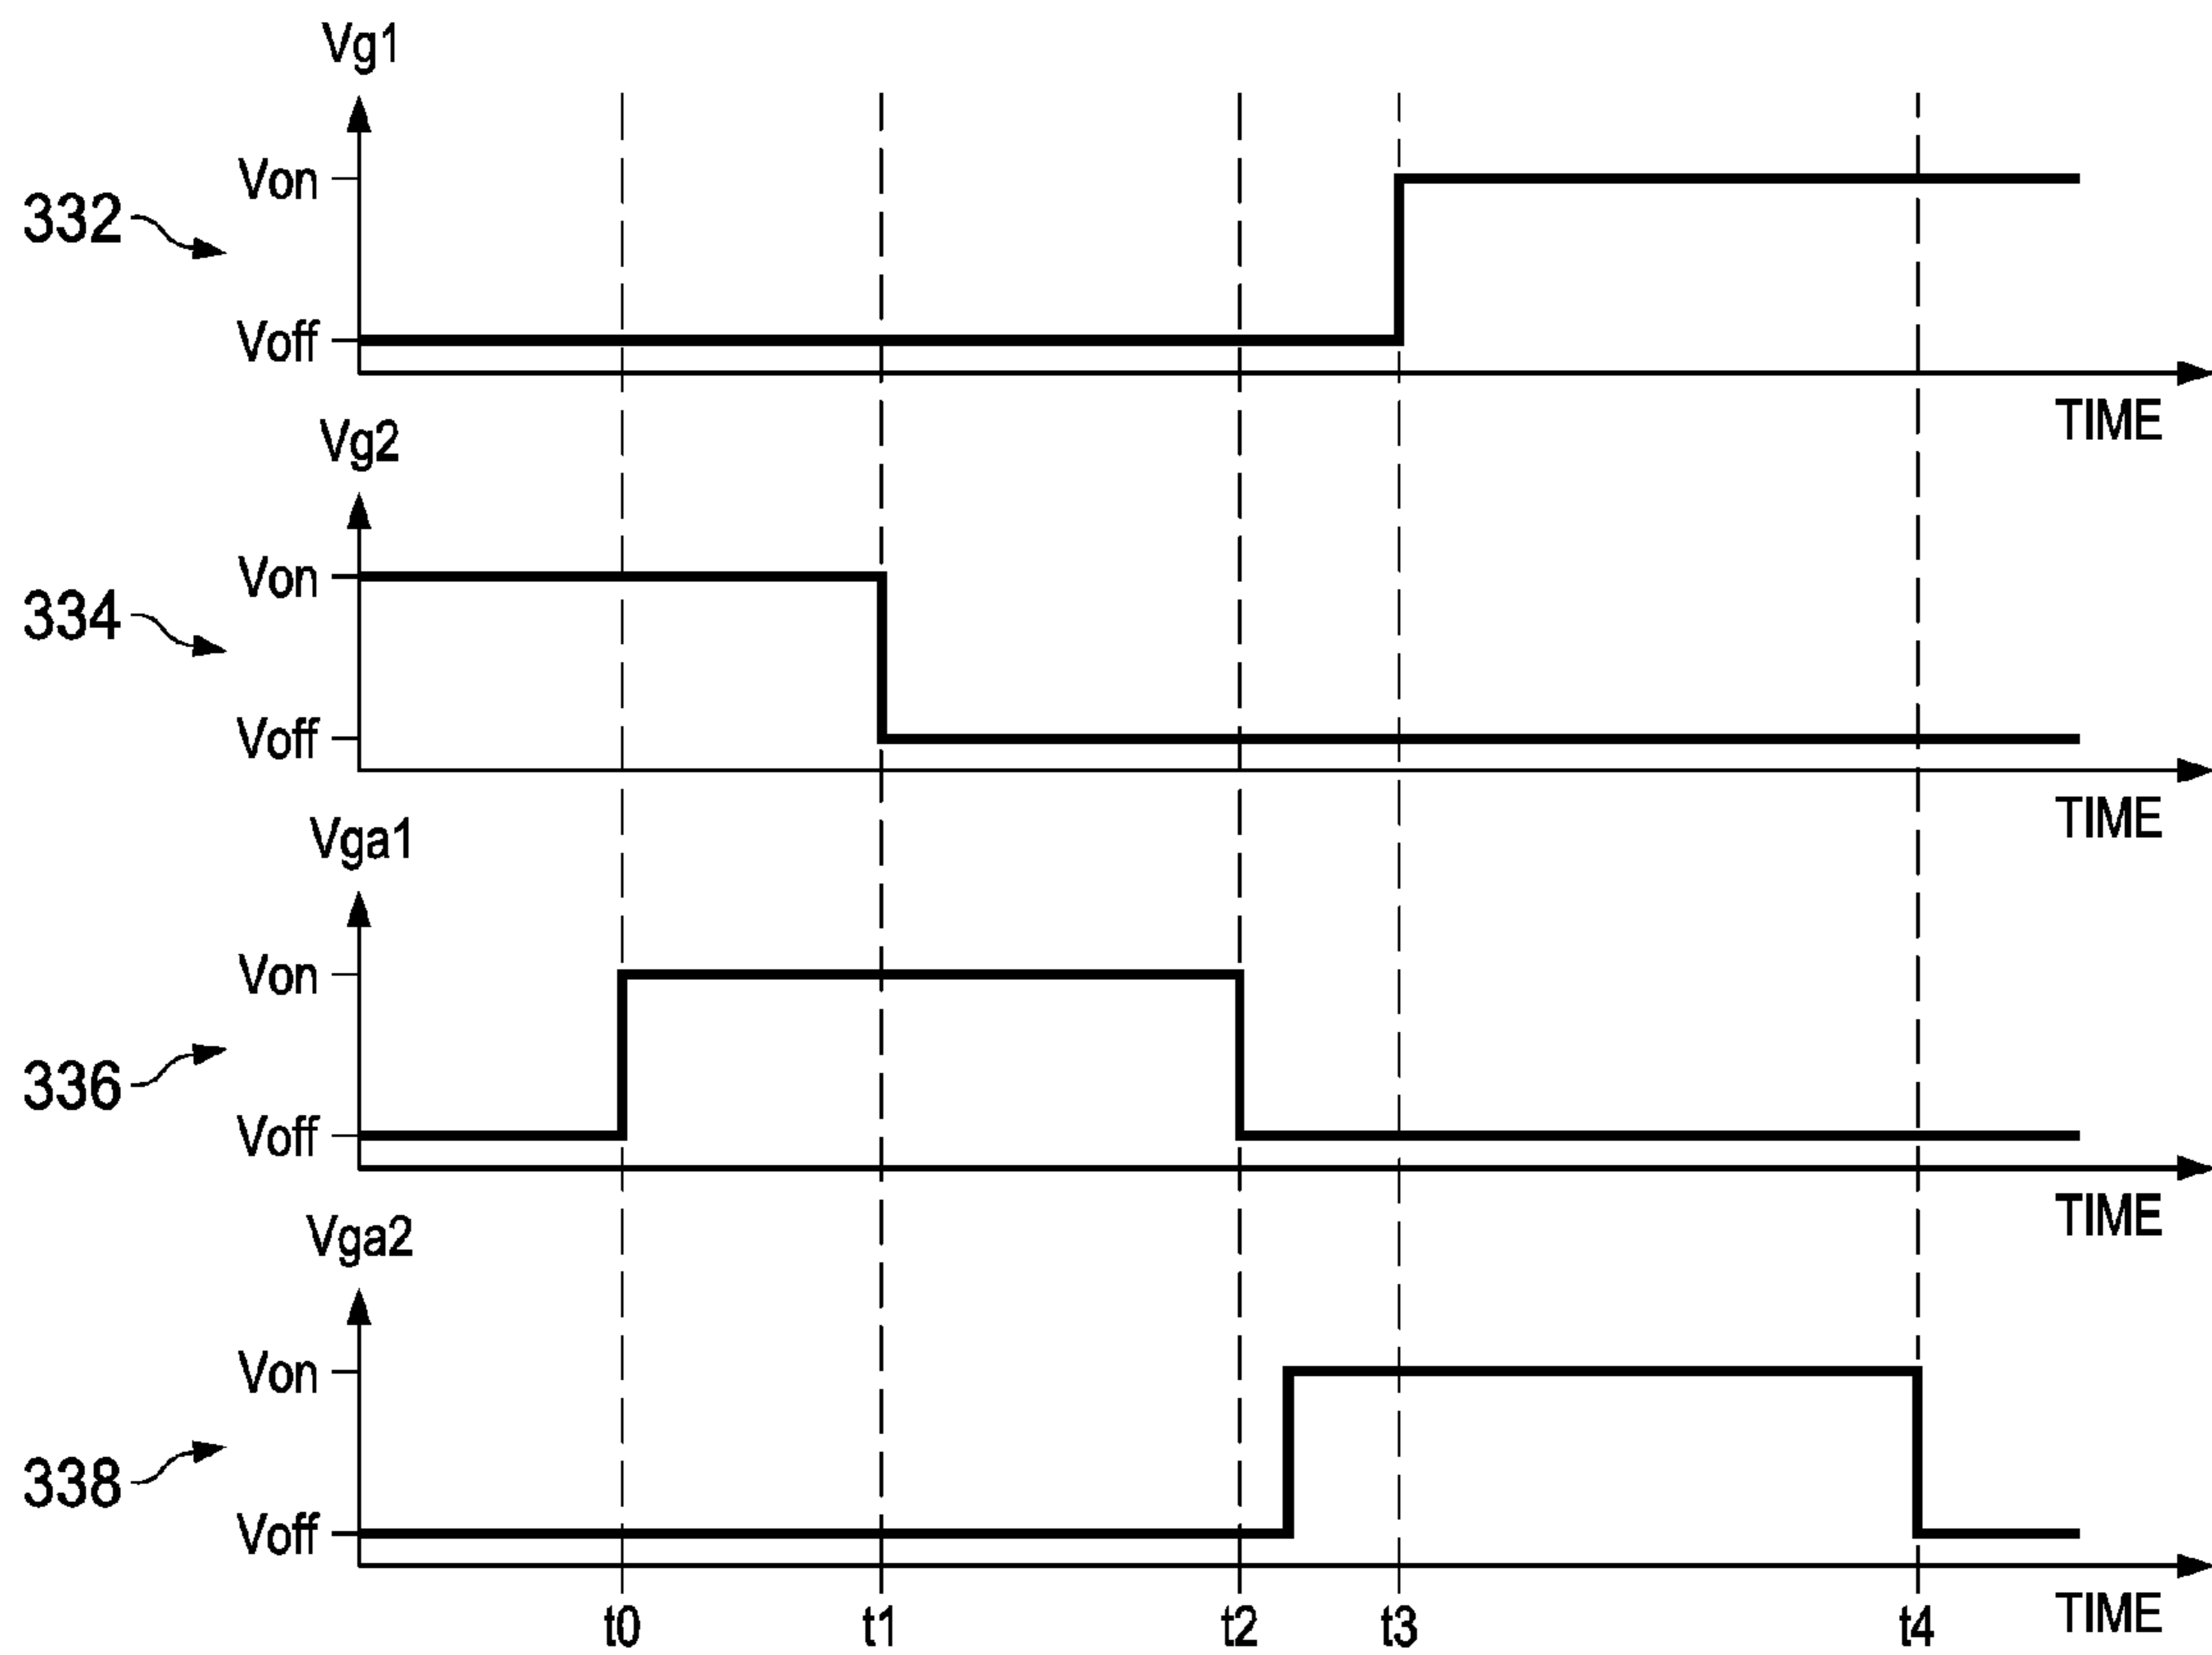 Vg1
Von
332
Voff
TIME
Vg2
Von
334
Voff
TIME
Vga1
Von
336
Voff
TIME
Vga2
Von
338
Voff
t0 t1 t2 t3 t4 TIME